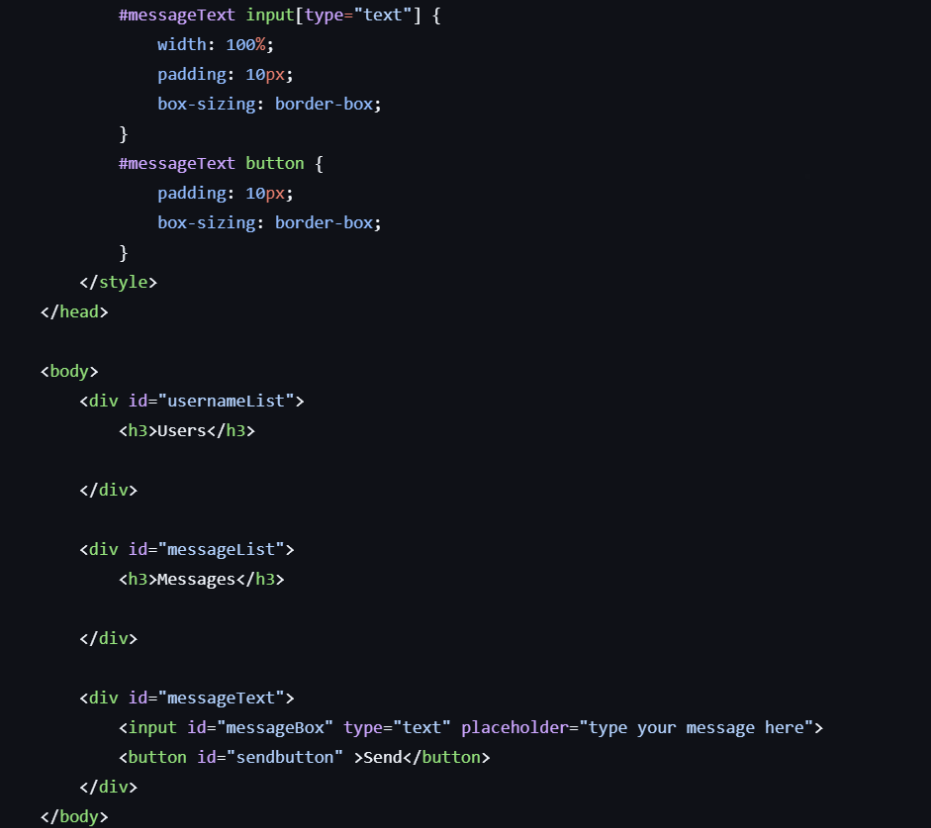 #messageText input[type="text"] {
width: 100%;
padding: 10px;
box-sizing: border-box;
}
#messageText button {
padding: 10px;
box-sizing: border-box;
}
</style>
</head>
<body>
<div id="usernameList">
<h3>Users</h3>
</div>
<div id="messageList">
<h3>Messages</h3>
</div>
<div id="messageText">
<input id="messageBox" type="text" placeholder="type your message here">
<button id="sendbutton" >Send</button>
</div>
</body>